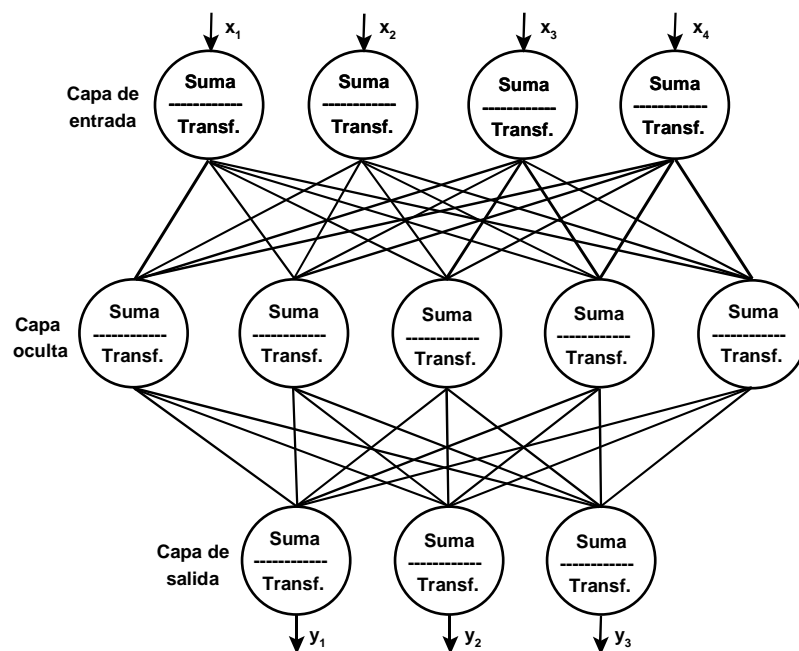 x1 x2 x3 x4
Capa de
entrada
Suma
------------
Transf.
Suma
------------
Transf.
Suma
------------
Transf.
Suma
------------
Transf.
Capa
oculta
Suma
------------
Transf.
Suma
------------
Transf.
Suma
------------
Transf.
Suma
------------
Transf.
Suma
------------
Transf.
Capa de
salida
Suma
------------
Transf.
Suma
------------
Transf.
Suma
------------
Transf.
y1 y2 y3